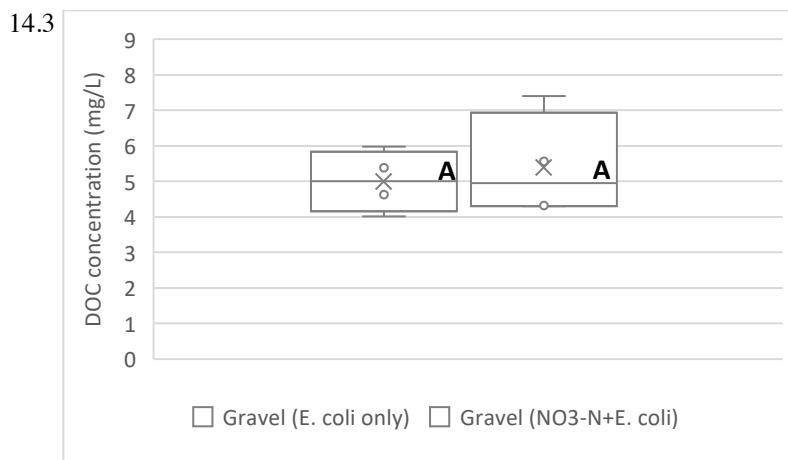 14.3
9
8
7
6
5
4
3
2
1
0
DOC concentration (mg/L)
A
A
Gravel (E. coli only)
Gravel (NO3-N+E. coli)